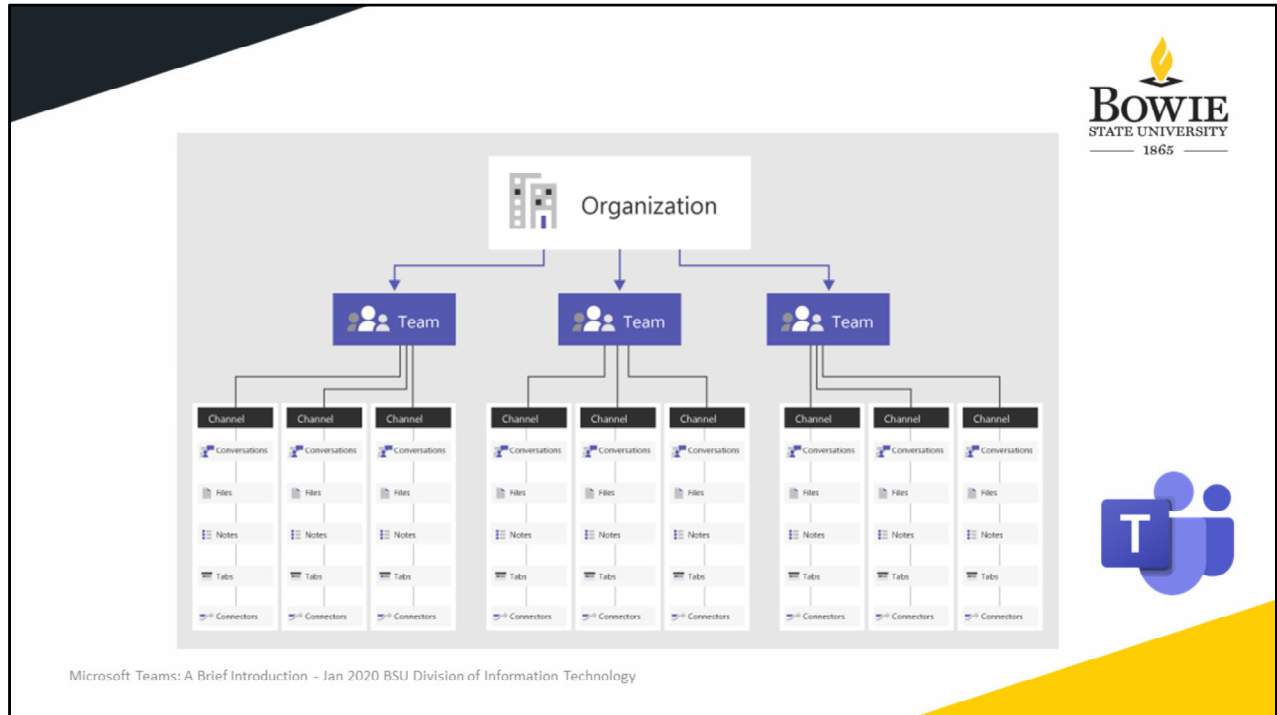 BOWIE
STATE UNIVERSITY
1865
Organization
Team Team Team
Channel Channel Channel Channel Channel Channel Channel Channel Channel
Conversations Conversations Conversations Conversations Conversations Conversations Conversations Conversations Conversations
Files Files Files Files Files Files Files Files Files
Notes Notes Notes Notes Notes Notes Notes Notes Notes
Tabs Tabs Tabs Tabs Tabs Tabs Tabs Tabs Tabs
Connectors Connectors Connectors Connectors Connectors Connectors Connectors Connectors Connectors
T
Microsoft Teams: A Brief Introduction - Jan 2020 BSU Division of Information Technology